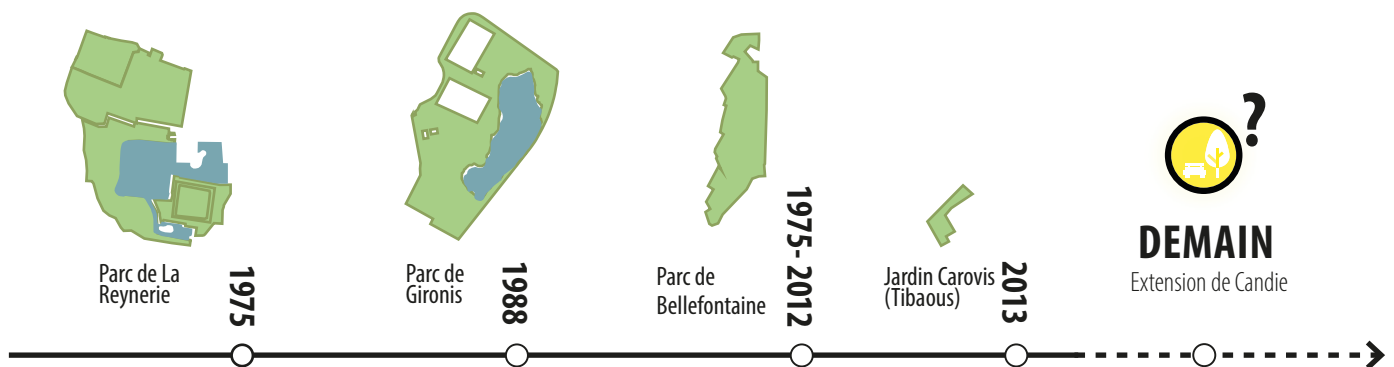 Parc de La
Reynerie
1975
Parc de
Gironis
1988
Parc de
Bellefontaine
1975- 2012
Jardin Carovis
(Tibaous)
2013
?
DEMAIN
Extension de Candie